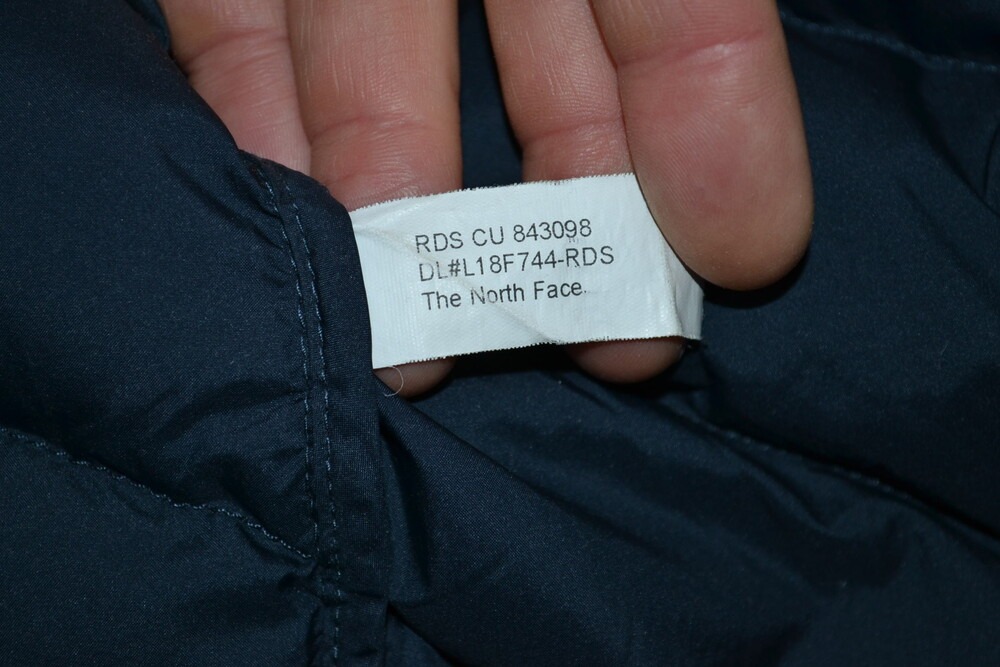 RDS CU 843098
DL#L18F744-RDS
The North Face.